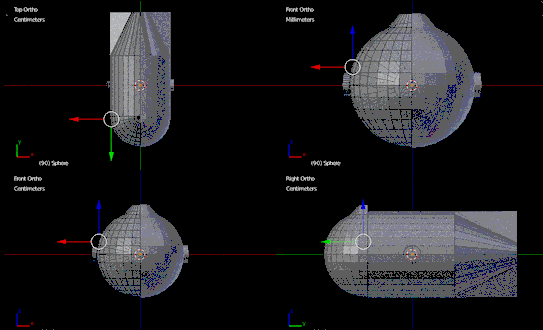 Top Ortho
Centimeters
(90) Sphere
Front Ortho
Millimeters
(90) Sphere
Front Ortho
Centimeters
Right Ortho
Centimeters